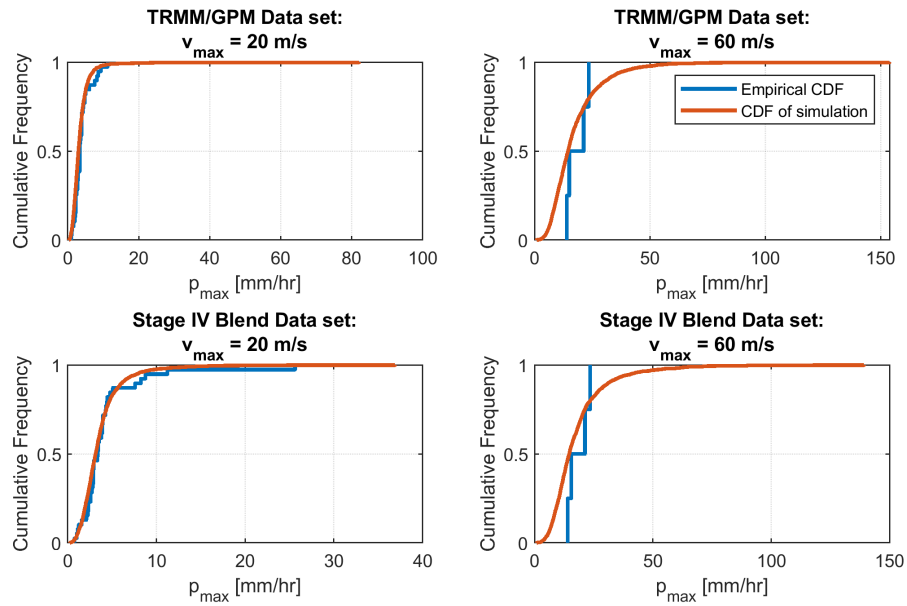 TRMM/GPM Data set:
v_max = 20 m/s
Cumulative Frequency
1
0.5
0
0 20 40 60 80 100
p_max [mm/hr]
TRMM/GPM Data set:
v_max = 60 m/s
Empirical CDF
CDF of simulation
Cumulative Frequency
1
0.5
0
0 50 100 150
p_max [mm/hr]
Stage IV Blend Data set:
v_max = 20 m/s
Cumulative Frequency
1
0.5
0
0 10 20 30 40
p_max [mm/hr]
Stage IV Blend Data set:
v_max = 60 m/s
Cumulative Frequency
1
0.5
0
0 50 100 150
p_max [mm/hr]